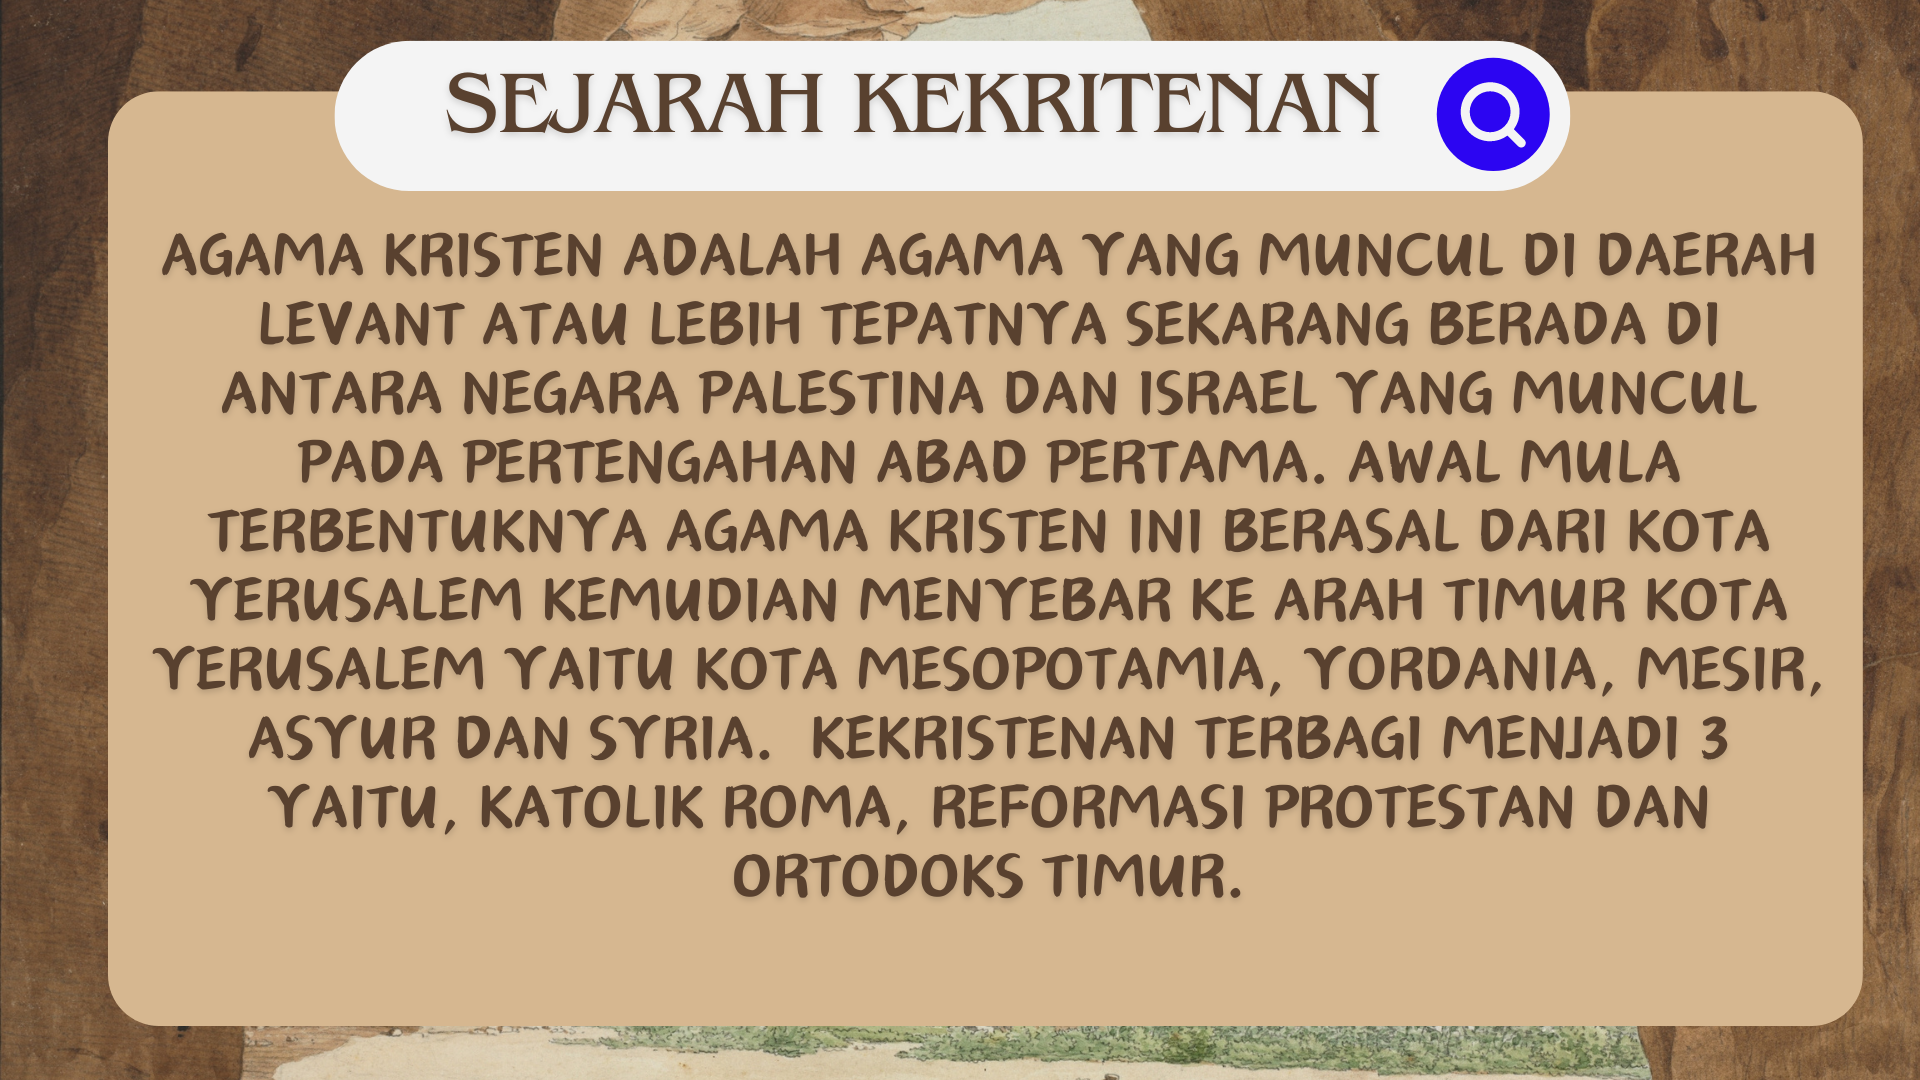 SEJARAH KEKRITENAN
AGAMA KRISTEN ADALAH AGAMA YANG MUNCUL DI DAERAH
LEVANT ATAU LEBIH TEPATNYA SEKARANG BERADA DI
ANTARA NEGARA PALESTINA DAN ISRAEL YANG MUNCUL
PADA PERTENGAHAN ABAD PERTAMA. AWAL MULA
TERBENTUKNYA AGAMA KRISTEN INI BERASAL DARI KOTA
YERUSALEM KEMUDIAN MENYEBAR KE ARAH TIMUR KOTA
YERUSALEM YAITU KOTA MESOPOTAMIA, YORDANIA, MESIR,
ASYUR DAN SYRIA. KEKRISTENAN TERBAGI MENJADI 3
YAITU, KATOLIK ROMA, REFORMASI PROTESTAN DAN
ORTODOKS TIMUR.